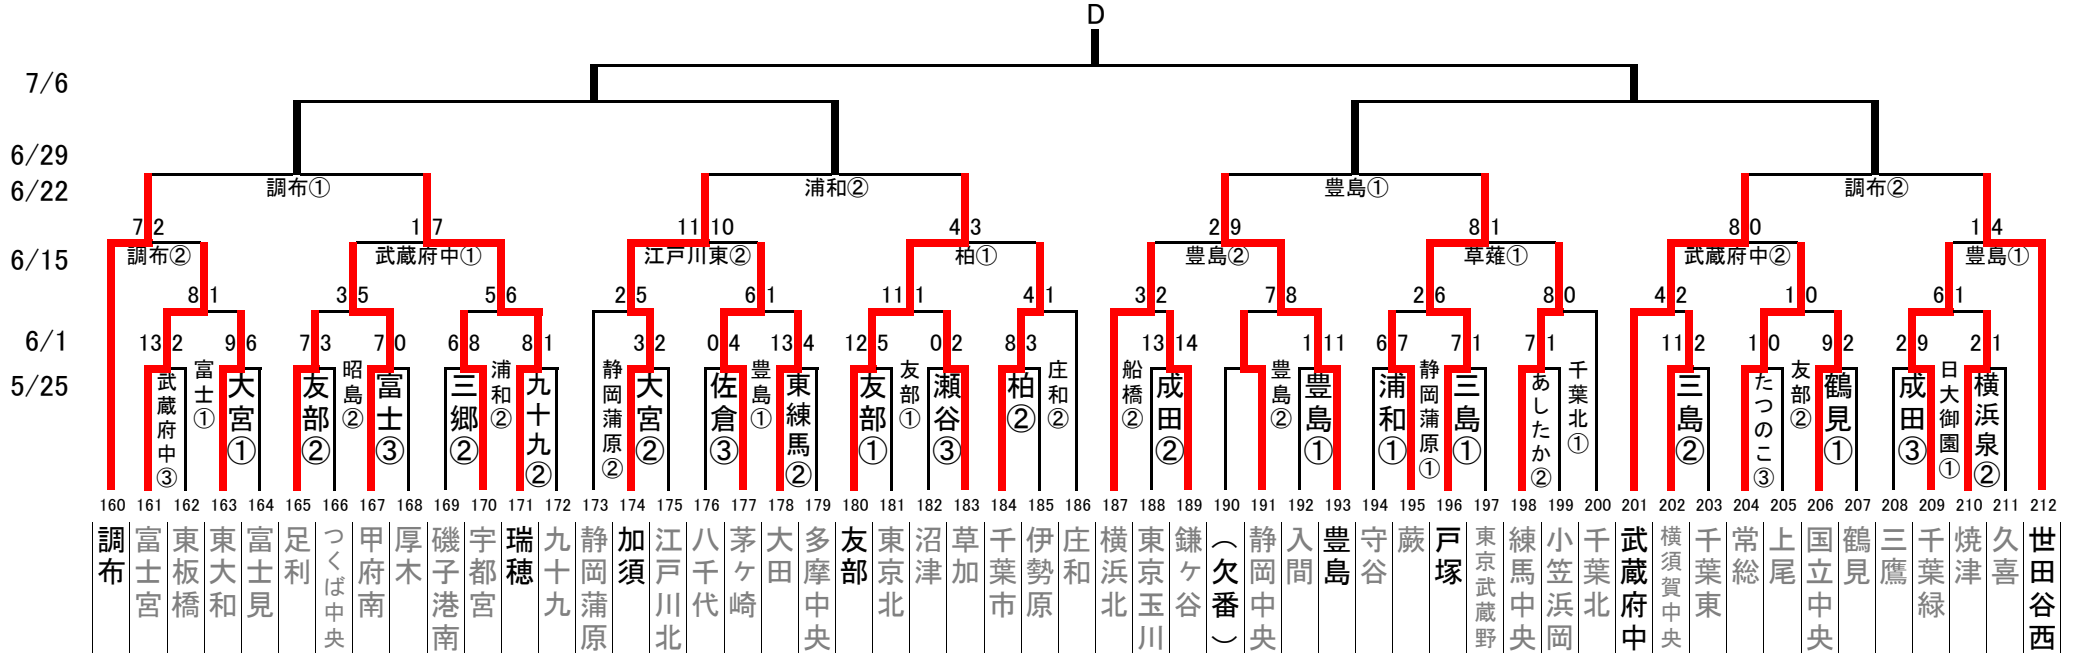 D
7/6
6/29
6/22
調布① 浦和② 豊島① 調布②
7 2 1 7 11 10 4 3 2 9 8 1 8 0 1 4
6/15
調布② 武蔵府中① 江戸川東② 柏① 豊島② 草薙① 武蔵府中② 豊島①
8 1 3 5 5 6 2 5 6 1 11 1 4 1 3 2 7 8 2 6 8 0 4 2 1 0 6 1
6/1
13 2 9 6 7 3 7 0 6 8 8 1 3 2 0 4 13 4 12 5 0 2 8 3 13 14 1 11 6 7 7 1 7 1 11 2 1 0 9 2 2 9 2 1
5/25
武蔵府中③ 富士① 大宮① 友部② 昭島② 富士③ 三郷② 浦和② 九十九② 静岡蒲原② 大宮② 佐倉③ 豊島① 東練馬② 友部① 友部① 瀬谷③ 柏② 庄和② 船橋② 成田② 豊島② 豊島① 浦和① 静岡蒲原① 三島① あしたか② 千葉北① 三島② たつのこ③ 友部② 鶴見① 成田③ 日大御園① 横浜泉②
160 161 162 163 164 165 166 167 168 169 170 171 172 173 174 175 176 177 178 179 180 181 182 183 184 185 186 187 188 189 190 191 192 193 194 195 196 197 198 199 200 201 202 203 204 205 206 207 208 209 210 211 212
調布
富士宮
東板橋
東大和
富士見
足利
つくば中央
甲府南
厚木
磯子港南
宇都宮
瑞穂
九十九
静岡蒲原
加須
江戸川北
八千代
茅ヶ崎
大田
多摩中央
友部
東京北
沼津
草加
千葉市
伊勢原
庄和
横浜北
東京玉川
鎌ヶ谷
（欠番）
静岡中央
入間
豊島
守谷
蕨
戸塚
東京武蔵野
練馬中央
小笠浜岡
千葉北
武蔵府中
横須賀中央
千葉東
常総
上尾
国立中央
鶴見
三鷹
千葉緑
焼津
久喜
世田谷西